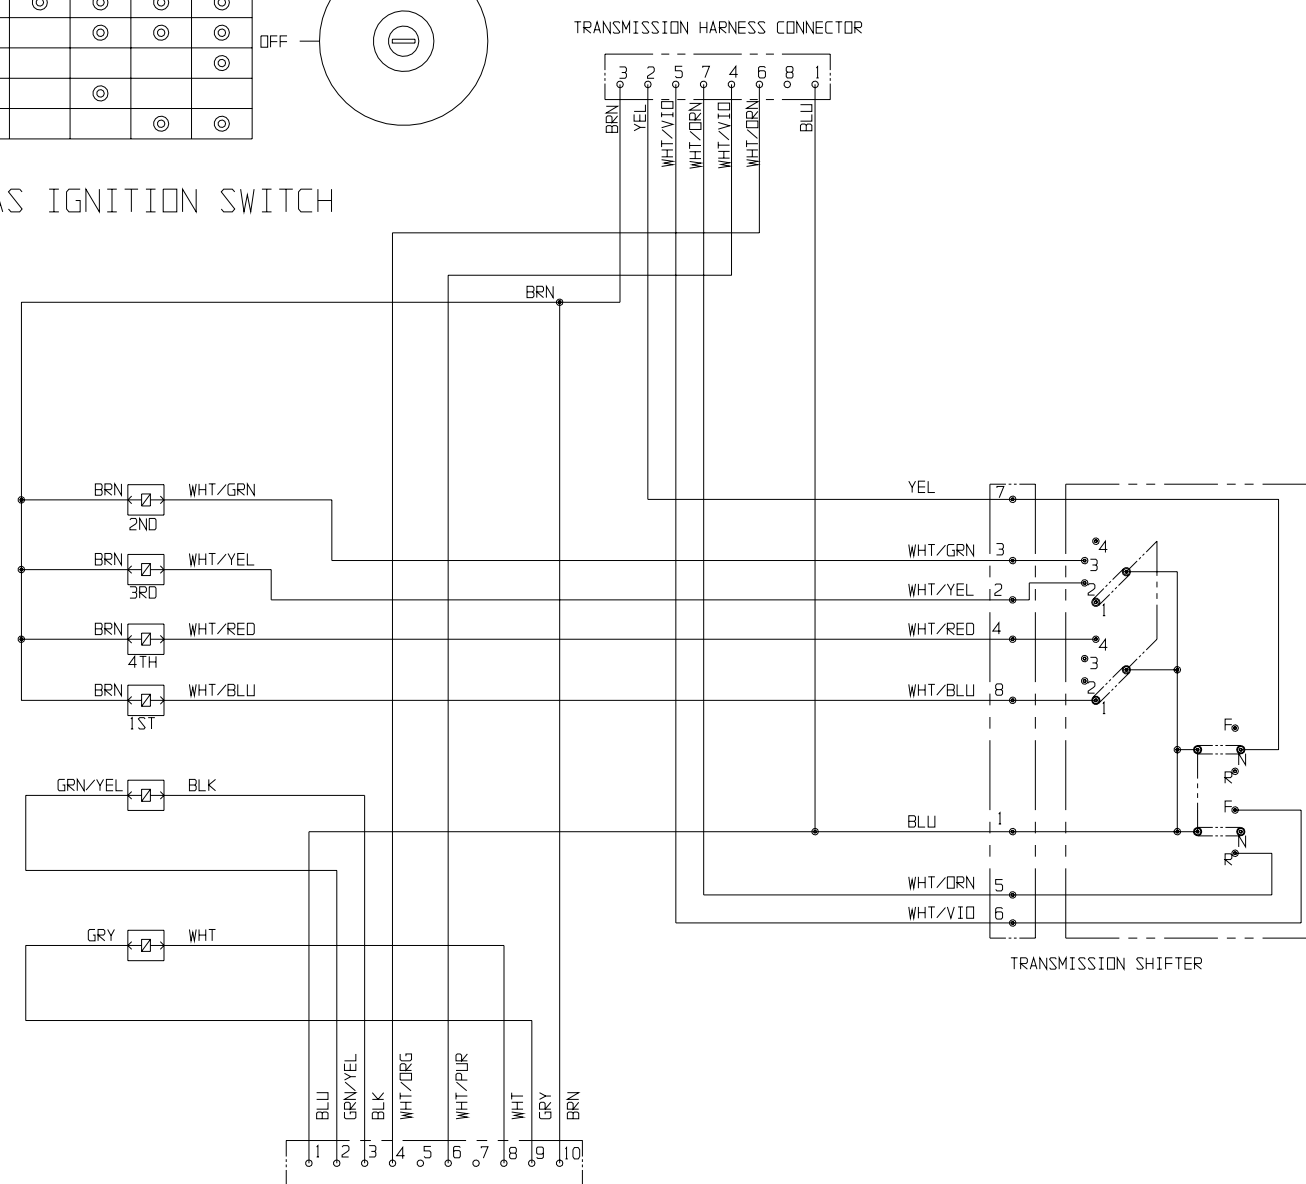 OFF
AS IGNITION SWITCH
TRANSMISSION HARNESS CONNECTOR
3 2 5 7 4 6 8 1
BRN YEL WHT/VIO WHT/ORN WHT/VIO WHT/ORN BLU
BRN
BRN WHT/GRN
2ND
BRN WHT/YEL
3RD
BRN WHT/RED
4TH
BRN WHT/BLU
1ST
GRN/YEL BLK
GRY WHT
YEL 7
WHT/GRN 3
WHT/YEL 2
WHT/RED 4
WHT/BLU 8
BLU 1
WHT/ORN 5
WHT/VIO 6
4
3
2
1
4
3
2
1
F
N
R
F
N
R
TRANSMISSION SHIFTER
BLU GRN/YEL BLK WHT/ORG WHT/PUR WHT GRY BRN
1 2 3 4 5 6 7 8 9 10